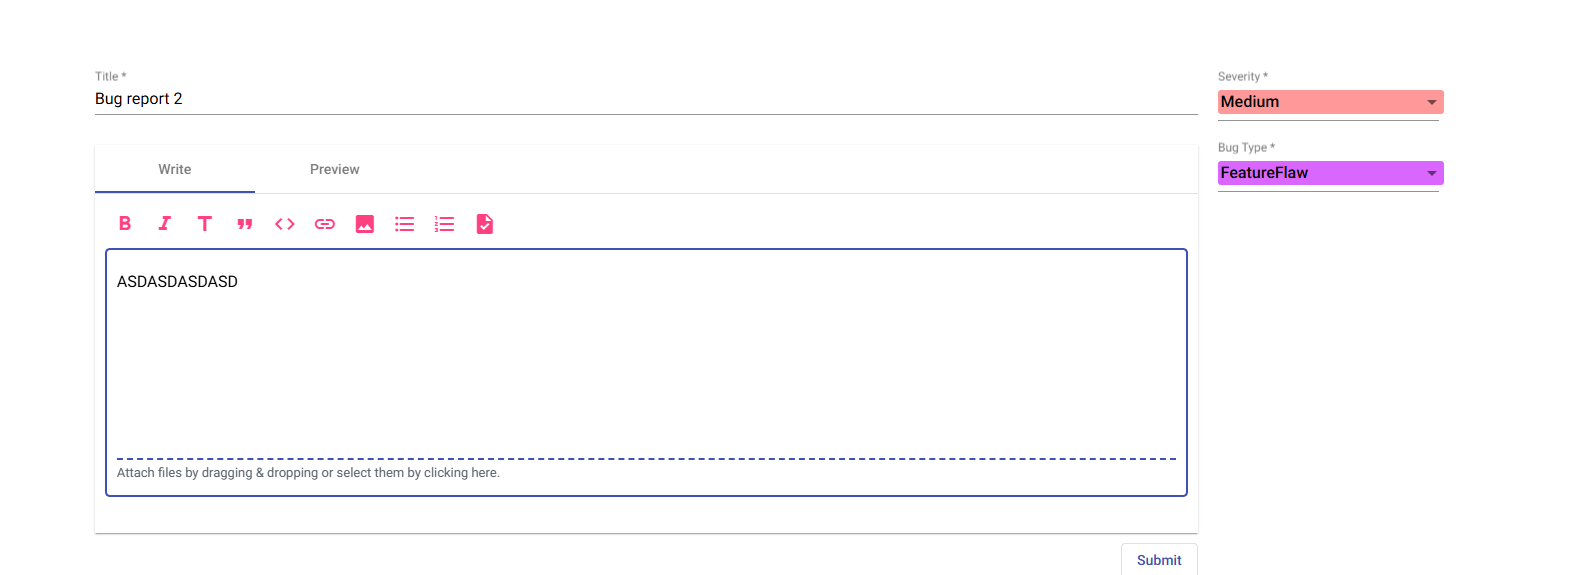 Title *
Bug report 2
Severity *
Medium
Bug Type *
FeatureFlaw
Write
Preview
ASDASDASDASD
Attach files by dragging & dropping or select them by clicking here.
Submit